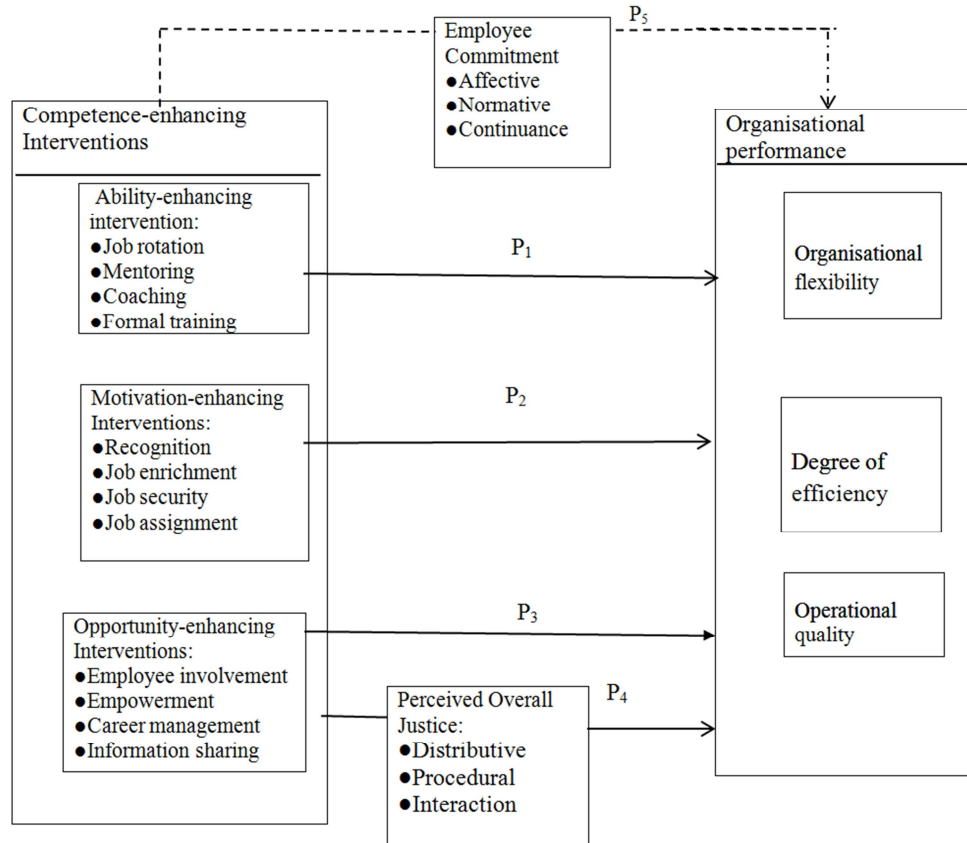 P5
Employee
Commitment
●Affective
●Normative
●Continuance
Competence-enhancing
Interventions
Ability-enhancing
intervention:
●Job rotation
●Mentoring
●Coaching
●Formal training
P1
Motivation-enhancing
Interventions:
●Recognition
●Job enrichment
●Job security
●Job assignment
P2
Opportunity-enhancing
Interventions:
●Employee involvement
●Empowerment
●Career management
●Information sharing
P3
Perceived Overall
Justice:
●Distributive
●Procedural
●Interaction
P4
Organisational
performance
Organisational
flexibility
Degree of
efficiency
Operational
quality